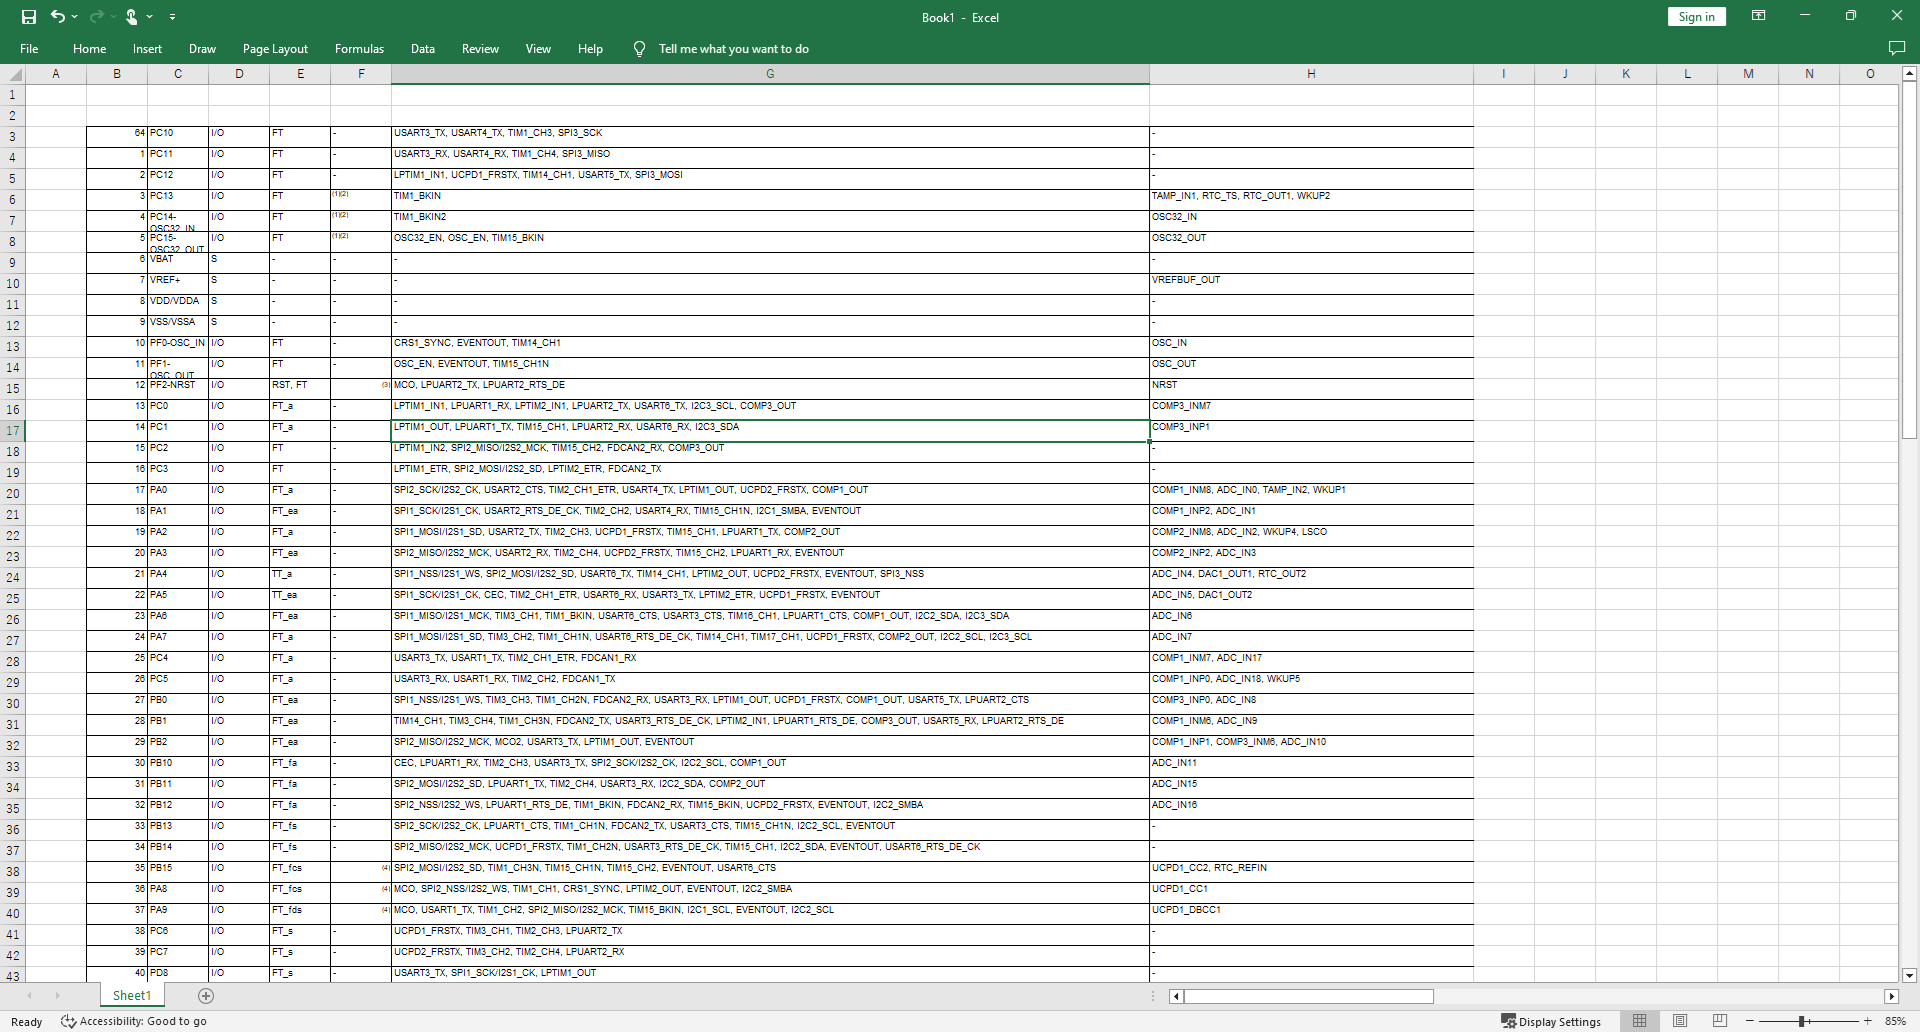 Book1 - Excel
Sign in
File Home Insert Draw Page Layout Formulas Data Review View Help Tell me what you want to do
A B C D E F G H I J K L M N O
1
2
3 64 PC10 I/O FT - USART3_TX, USART4_TX, TIM1_CH3, SPI3_SCK -
4 1 PC11 I/O FT - USART3_RX, USART4_RX, TIM1_CH4, SPI3_MISO -
5 2 PC12 I/O FT - LPTIM1_IN1, UCPD1_FRSTX, TIM14_CH1, USART5_TX, SPI3_MOSI -
6 3 PC13 I/O FT (1)(2) TIM1_BKIN TAMP_IN1, RTC_TS, RTC_OUT1, WKUP2
7 4 PC14-OSC32_IN I/O FT (1)(2) TIM1_BKIN2 OSC32_IN
8 5 PC15-OSC32_OUT I/O FT (1)(2) OSC32_EN, OSC_EN, TIM15_BKIN OSC32_OUT
9 6 VBAT S - - - -
10 7 VREF+ S - - - VREFBUF_OUT
11 8 VDD/VDDA S - - - -
12 9 VSS/VSSA S - - - -
13 10 PF0-OSC_IN I/O FT - CRS1_SYNC, EVENTOUT, TIM14_CH1 OSC_IN
14 11 PF1-OSC_OUT I/O FT - OSC_EN, EVENTOUT, TIM15_CH1N OSC_OUT
15 12 PF2-NRST I/O RST, FT (3) MCO, LPUART2_TX, LPUART2_RTS_DE NRST
16 13 PC0 I/O FT_a - LPTIM1_IN1, LPUART1_RX, LPTIM2_IN1, LPUART2_TX, USART6_TX, I2C3_SCL, COMP3_OUT COMP3_INM7
17 14 PC1 I/O FT_a - LPTIM1_OUT, LPUART1_TX, TIM15_CH1, LPUART2_RX, USART6_RX, I2C3_SDA COMP3_INP1
18 15 PC2 I/O FT - LPTIM1_IN2, SPI2_MISO/I2S2_MCK, TIM15_CH2, FDCAN2_RX, COMP3_OUT -
19 16 PC3 I/O FT - LPTIM1_ETR, SPI2_MOSI/I2S2_SD, LPTIM2_ETR, FDCAN2_TX -
20 17 PA0 I/O FT_a - SPI2_SCK/I2S2_CK, USART2_CTS, TIM2_CH1_ETR, USART4_TX, LPTIM1_OUT, UCPD2_FRSTX, COMP1_OUT COMP1_INM8, ADC_IN0, TAMP_IN2, WKUP1
21 18 PA1 I/O FT_ea - SPI1_SCK/I2S1_CK, USART2_RTS_DE_CK, TIM2_CH2, USART4_RX, TIM15_CH1N, I2C1_SMBA, EVENTOUT COMP1_INP2, ADC_IN1
22 19 PA2 I/O FT_a - SPI1_MOSI/I2S1_SD, USART2_TX, TIM2_CH3, UCPD1_FRSTX, TIM15_CH1, LPUART1_TX, COMP2_OUT COMP2_INM8, ADC_IN2, WKUP4, LSCO
23 20 PA3 I/O FT_ea - SPI2_MISO/I2S2_MCK, USART2_RX, TIM2_CH4, UCPD2_FRSTX, TIM15_CH2, LPUART1_RX, EVENTOUT COMP2_INP2, ADC_IN3
24 21 PA4 I/O TT_a - SPI1_NSS/I2S1_WS, SPI2_MOSI/I2S2_SD, USART6_TX, TIM14_CH1, LPTIM2_OUT, UCPD2_FRSTX, EVENTOUT, SPI3_NSS ADC_IN4, DAC1_OUT1, RTC_OUT2
25 22 PA5 I/O TT_ea - SPI1_SCK/I2S1_CK, CEC, TIM2_CH1_ETR, USART6_RX, USART3_TX, LPTIM2_ETR, UCPD1_FRSTX, EVENTOUT ADC_IN5, DAC1_OUT2
26 23 PA6 I/O FT_ea - SPI1_MISO/I2S1_MCK, TIM3_CH1, TIM1_BKIN, USART6_CTS, USART3_CTS, TIM16_CH1, LPUART1_CTS, COMP1_OUT, I2C2_SDA, I2C3_SDA ADC_IN6
27 24 PA7 I/O FT_a - SPI1_MOSI/I2S1_SD, TIM3_CH2, TIM1_CH1N, USART6_RTS_DE_CK, TIM14_CH1, TIM17_CH1, UCPD1_FRSTX, COMP2_OUT, I2C2_SCL, I2C3_SCL ADC_IN7
28 25 PC4 I/O FT_a - USART3_TX, USART1_TX, TIM2_CH1_ETR, FDCAN1_RX COMP1_INM7, ADC_IN17
29 26 PC5 I/O FT_a - USART3_RX, USART1_RX, TIM2_CH2, FDCAN1_TX COMP1_INP0, ADC_IN18, WKUP5
30 27 PB0 I/O FT_ea - SPI1_NSS/I2S1_WS, TIM3_CH3, TIM1_CH2N, FDCAN2_RX, USART3_RX, LPTIM1_OUT, UCPD1_FRSTX, COMP1_OUT, USART5_TX, LPUART2_CTS COMP3_INP0, ADC_IN8
31 28 PB1 I/O FT_ea - TIM14_CH1, TIM3_CH4, TIM1_CH3N, FDCAN2_TX, USART3_RTS_DE_CK, LPTIM2_IN1, LPUART1_RTS_DE, COMP3_OUT, USART5_RX, LPUART2_RTS_DE COMP1_INM6, ADC_IN9
32 29 PB2 I/O FT_ea - SPI2_MISO/I2S2_MCK, MCO2, USART3_TX, LPTIM1_OUT, EVENTOUT COMP1_INP1, COMP3_INM6, ADC_IN10
33 30 PB10 I/O FT_fa - CEC, LPUART1_RX, TIM2_CH3, USART3_TX, SPI2_SCK/I2S2_CK, I2C2_SCL, COMP1_OUT ADC_IN11
34 31 PB11 I/O FT_fa - SPI2_MOSI/I2S2_SD, LPUART1_TX, TIM2_CH4, USART3_RX, I2C2_SDA, COMP2_OUT ADC_IN15
35 32 PB12 I/O FT_fa - SPI2_NSS/I2S2_WS, LPUART1_RTS_DE, TIM1_BKIN, FDCAN2_RX, TIM15_BKIN, UCPD2_FRSTX, EVENTOUT, I2C2_SMBA ADC_IN16
36 33 PB13 I/O FT_fs - SPI2_SCK/I2S2_CK, LPUART1_CTS, TIM1_CH1N, FDCAN2_TX, USART3_CTS, TIM15_CH1N, I2C2_SCL, EVENTOUT -
37 34 PB14 I/O FT_fs - SPI2_MISO/I2S2_MCK, UCPD1_FRSTX, TIM1_CH2N, USART3_RTS_DE_CK, TIM15_CH1, I2C2_SDA, EVENTOUT, USART6_RTS_DE_CK -
38 35 PB15 I/O FT_fcs (4) SPI2_MOSI/I2S2_SD, TIM1_CH3N, TIM15_CH1N, TIM15_CH2, EVENTOUT, USART6_CTS UCPD1_CC2, RTC_REFIN
39 36 PA8 I/O FT_fcs (4) MCO, SPI2_NSS/I2S2_WS, TIM1_CH1, CRS1_SYNC, LPTIM2_OUT, EVENTOUT, I2C2_SMBA UCPD1_CC1
40 37 PA9 I/O FT_fds (4) MCO, USART1_TX, TIM1_CH2, SPI2_MISO/I2S2_MCK, TIM15_BKIN, I2C1_SCL, EVENTOUT, I2C2_SCL UCPD1_DBCC1
41 38 PC6 I/O FT_s - UCPD1_FRSTX, TIM3_CH1, TIM2_CH3, LPUART2_TX -
42 39 PC7 I/O FT_s - UCPD2_FRSTX, TIM3_CH2, TIM2_CH4, LPUART2_RX -
43 40 PD8 I/O FT_s - USART3_TX, SPI1_SCK/I2S1_CK, LPTIM1_OUT -
Sheet1
Ready Accessibility: Good to go Display Settings 85%